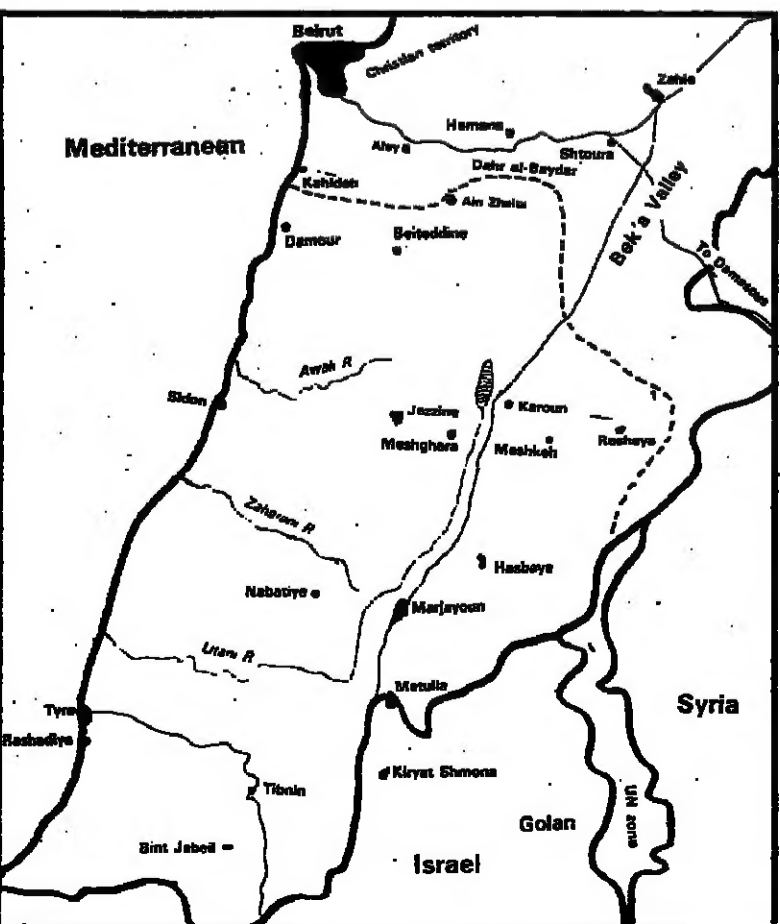 Beirut
Christian territory
Zahle
Mediterranean
Hamana
Aley
Shtoura
Dahr al-Baydar
Kahldeh
Ain Zhalta
Bek'a Valley
Damour
Beiteddine
To Damascus
Awali R
Sidon
Jezzine
Karoun
Meshghara
Mashkeh
Rashaya
Zaharani R
Hasbaya
Nabatiye
Marjayoun
Litani R
Metulla
Syria
Tyre
Rashadiya
Kiryat Shmona
Tibnin
UN zone
Golan
Bint Jebeil
Israel